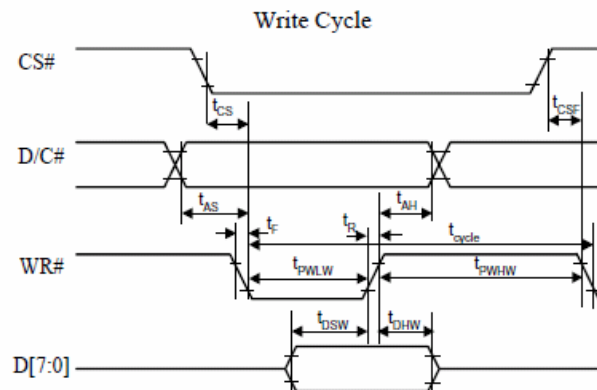 Write Cycle
CS#
tCS
tCSF
D/C#
tAS
tF
tR
tAH
tcycle
WR#
tPWLW
tPWHW
tDSW
tDHW
D[7:0]